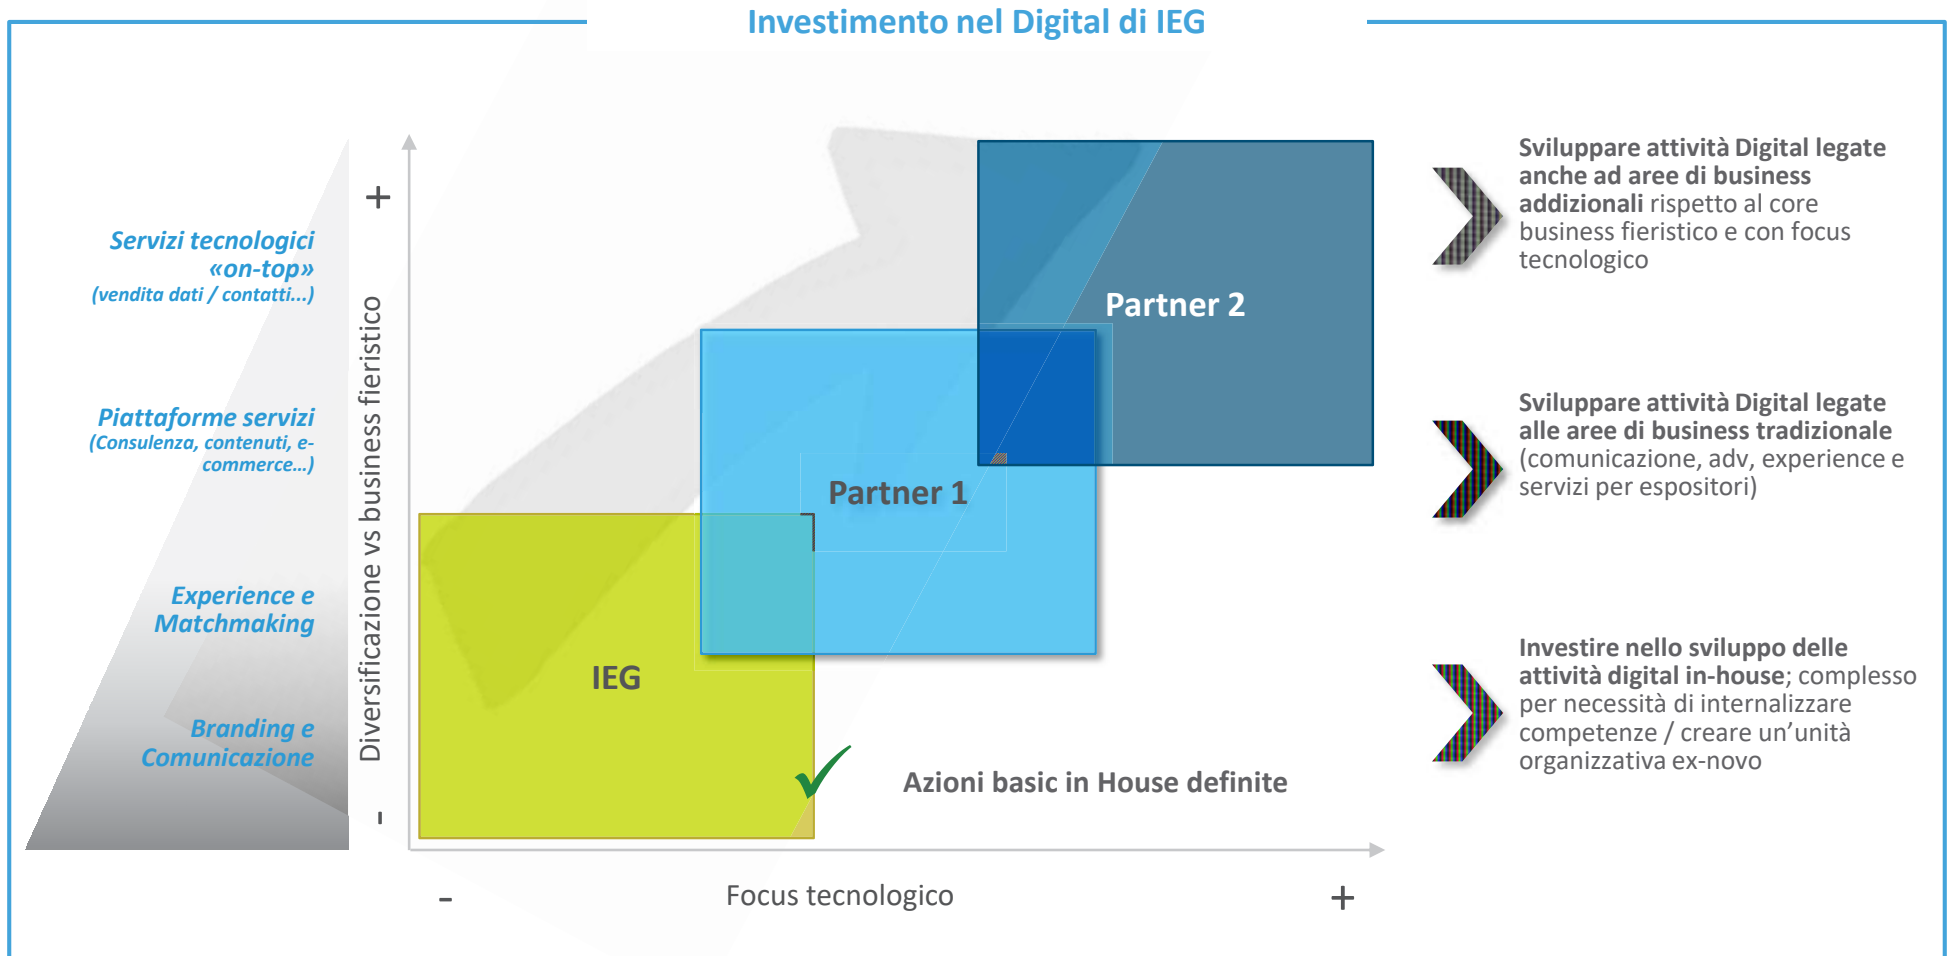 Investimento nel Digital di IEG
Servizi tecnologici
«on-top»
(vendita dati / contatti...)
Piattaforme servizi
(Consulenza, contenuti, e-
commerce...)
Experience e
Matchmaking
Branding e
Comunicazione
Diversificazione vs business fieristico
+
-
Partner 2
Partner 1
IEG
Azioni basic in House definite
-
Focus tecnologico
+
Sviluppare attività Digital legate
anche ad aree di business
addizionali rispetto al core
business fieristico e con focus
tecnologico
Sviluppare attività Digital legate
alle aree di business tradizionale
(comunicazione, adv, experience e
servizi per espositori)
Investire nello sviluppo delle
attività digital in-house; complesso
per necessità di internalizzare
competenze / creare un’unità
organizzativa ex-novo